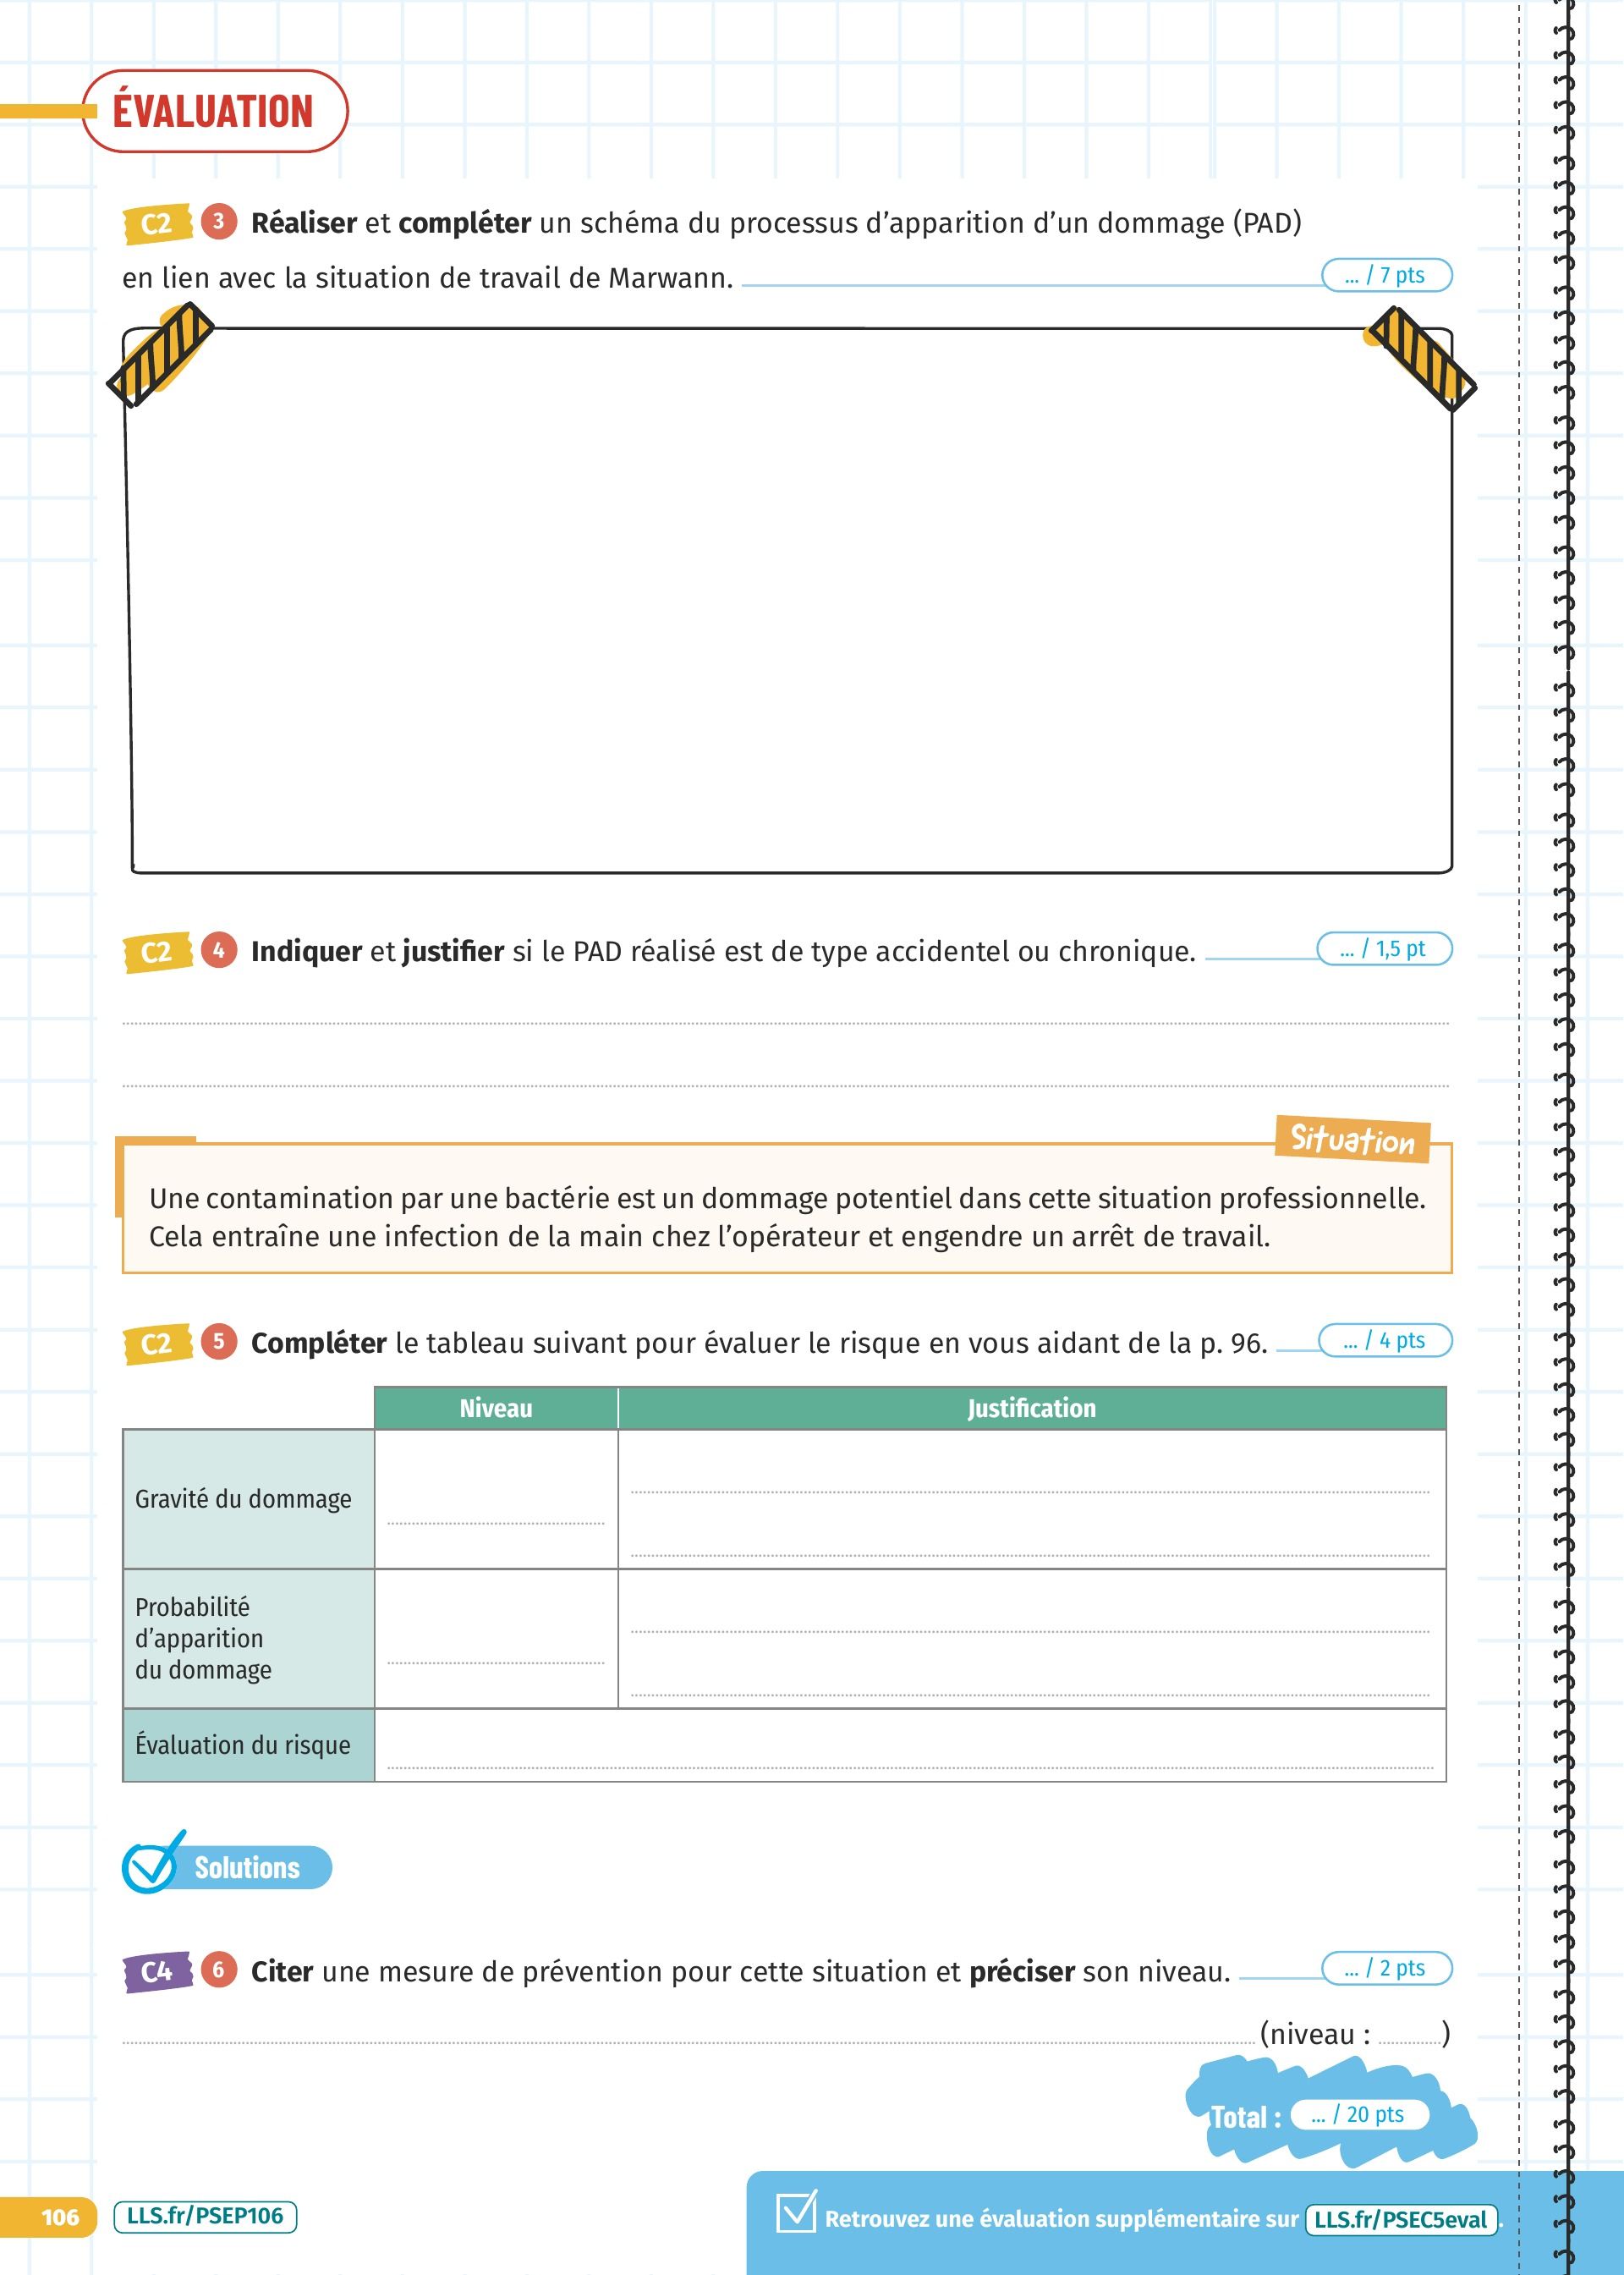 ÉVALUATION
C2 3 Réaliser et compléter un schéma du processus d’apparition d’un dommage (PAD)
en lien avec la situation de travail de Marwann. ... / 7 pts
C2 4 Indiquer et justifier si le PAD réalisé est de type accidentel ou chronique. ... / 1,5 pt
Situation
Une contamination par une bactérie est un dommage potentiel dans cette situation professionnelle.
Cela entraîne une infection de la main chez l’opérateur et engendre un arrêt de travail.
C2 5 Compléter le tableau suivant pour évaluer le risque en vous aidant de la p. 96. ... / 4 pts
Niveau Justification
Gravité du dommage
Probabilité
d’apparition
du dommage
Évaluation du risque
Solutions
C4 6 Citer une mesure de prévention pour cette situation et préciser son niveau. ... / 2 pts
(niveau : ........)
Total : ... / 20 pts
106 LLS.fr/PSEP106
Retrouvez une évaluation supplémentaire sur LLS.fr/PSEC5eval.